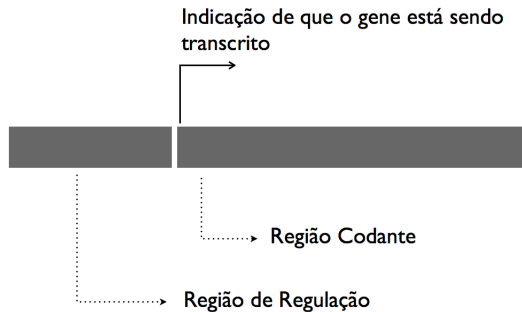 Indicação de que o gene está sendo
transcrito
Região Codante
Região de Regulação